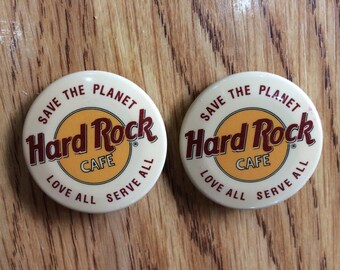 SAVE THE PLANET
Hard Rock
CAFE
LOVE ALL SERVE ALL
SAVE THE PLANET
Hard Rock
CAFE
LOVE ALL SERVE ALL